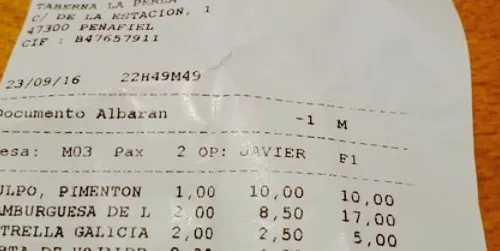 TABERNA LA PERLA
C/ DE LA ESTACION, 1
47300 PEÑAFIEL
CIF : B47657911
23/09/16 22H49M49
Documento Albaran -1 M
esa: M03 Pax 2 OP: JAVIER F1
ULPO, PIMENTON 1,00 10,00 10,00
AMBURGUESA DE L 2,00 8,50 17,00
TRELLA GALICIA 2,00 2,50 5,00